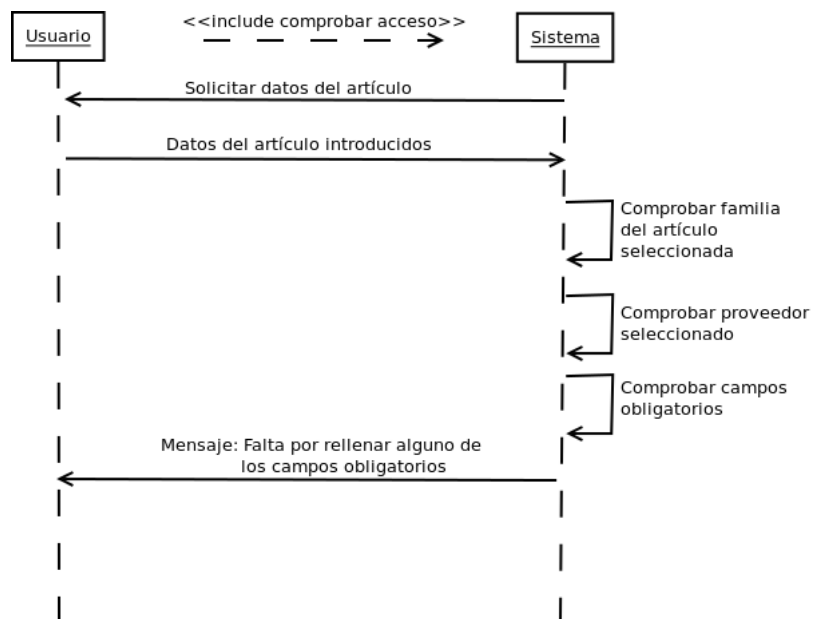 <<include comprobar acceso>>
Usuario
Sistema
Solicitar datos del artículo
Datos del artículo introducidos
Comprobar familia
del artículo
seleccionada
Comprobar proveedor
seleccionado
Comprobar campos
obligatorios
Mensaje: Falta por rellenar alguno de
los campos obligatorios